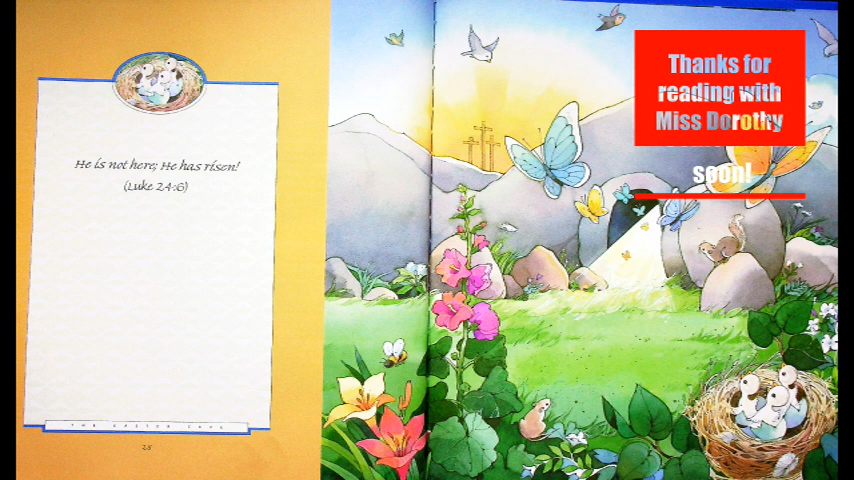 He is not here; He has risen!
(Luke 24:6)
THE EASTER CAVE
28
Thanks for
reading with
Miss Dorothy
soon!